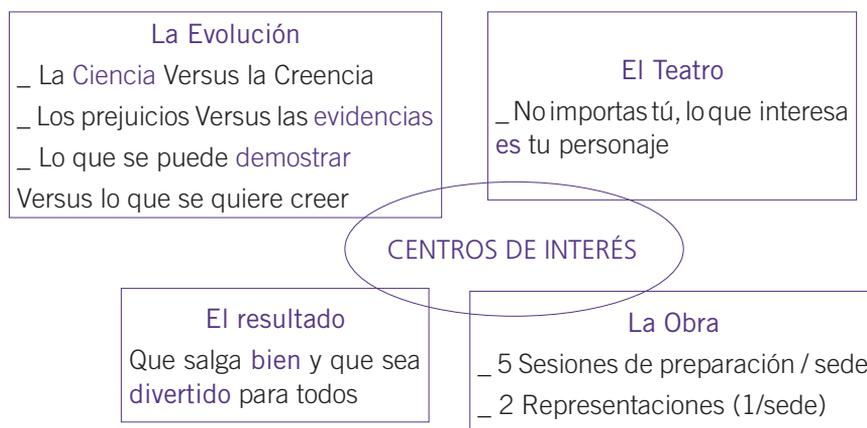 La Evolución
_ La Ciencia Versus la Creencia
_ Los prejuicios Versus las evidencias
_ Lo que se puede demostrar
Versus lo que se quiere creer
El Teatro
_ No importas tú, lo que interesa
es tu personaje
CENTROS DE INTERÉS
El resultado
Que salga bien y que sea
divertido para todos
La Obra
_ 5 Sesiones de preparación / sede
_ 2 Representaciones (1/sede)